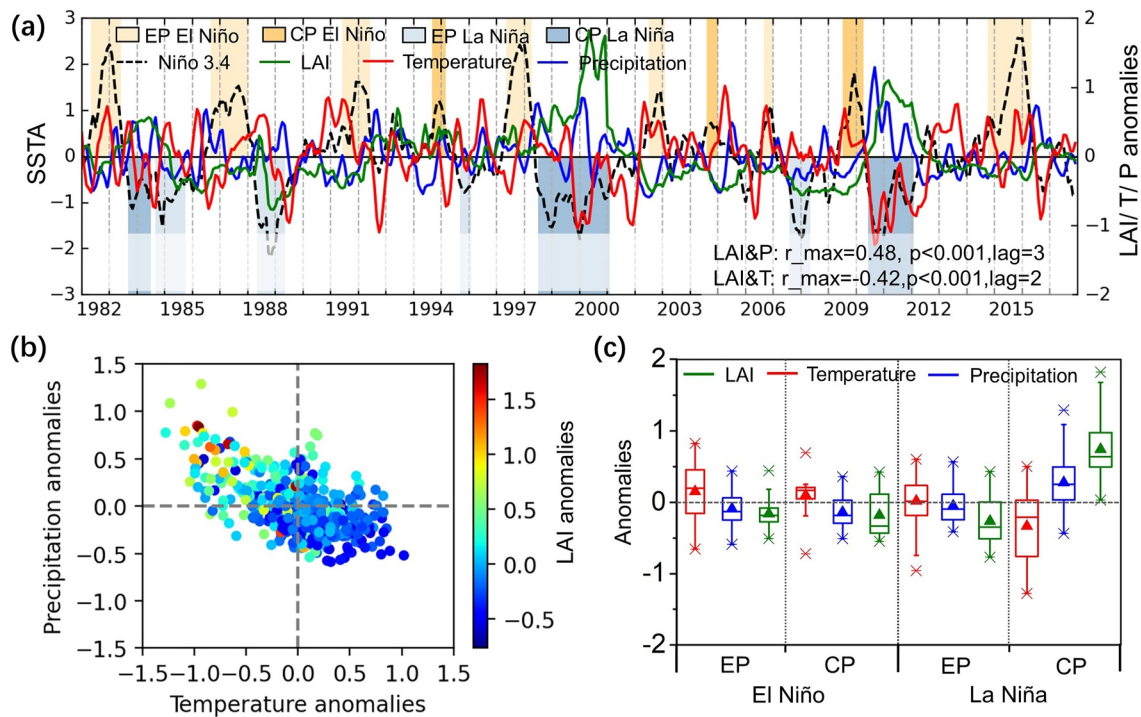 (a)
EP El Niño CP El Niño EP La Niña CP La Niña
Niño 3.4 LAI Temperature Precipitation
SSTA
3
2
1
0
−1
−2
−3
2
1
0
−1
−2
LAI/ T/ P anomalies
LAI&P: r_max=0.48, p<0.001,lag=3
LAI&T: r_max=-0.42,p<0.001,lag=2
1982 1985 1988 1991 1994 1997 2000 2003 2006 2009 2012 2015
(b)
Precipitation anomalies
1.5
1.0
0.5
0.0
−0.5
−1.0
−1.5
−1.5 −1.0 −0.5 0.0 0.5 1.0 1.5
Temperature anomalies
1.5
1.0
0.5
0.0
−0.5
LAI anomalies
(c)
LAI Temperature Precipitation
Anomalies
2
1
0
-1
-2
EP CP EP CP
El Niño La Niña